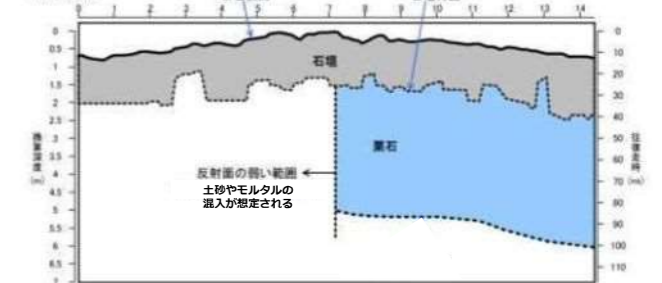 0 1 2 3 4 5 6 7 8 9 10 11 12 13 14
0 0
0.5 10
1 20
1.5
2 30
2.5 40
3 50
3.5
4 60
4.5 70 (ns)
5 80
5.5 90
6 100
6.5 110
換算深度
(m)
往復走時
石垣
栗石
反射面の弱い範囲
土砂やモルタルの
混入が想定される